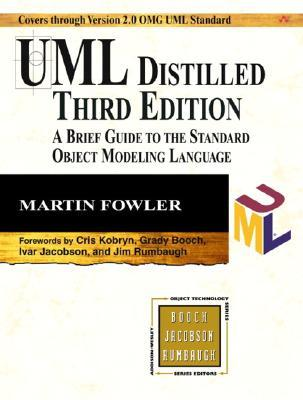 Covers through Version 2.0 OMG UML Standard
UML DISTILLED
THIRD EDITION
A BRIEF GUIDE TO THE STANDARD
OBJECT MODELING LANGUAGE
MARTIN FOWLER
Forewords by Cris Kobryn, Grady Booch,
Ivar Jacobson, and Jim Rumbaugh
UML
OBJECT TECHNOLOGY
ADDISON-WESLEY
BOOCH
JACOBSON
RUMBAUGH
SERIES
SERIES EDITORS